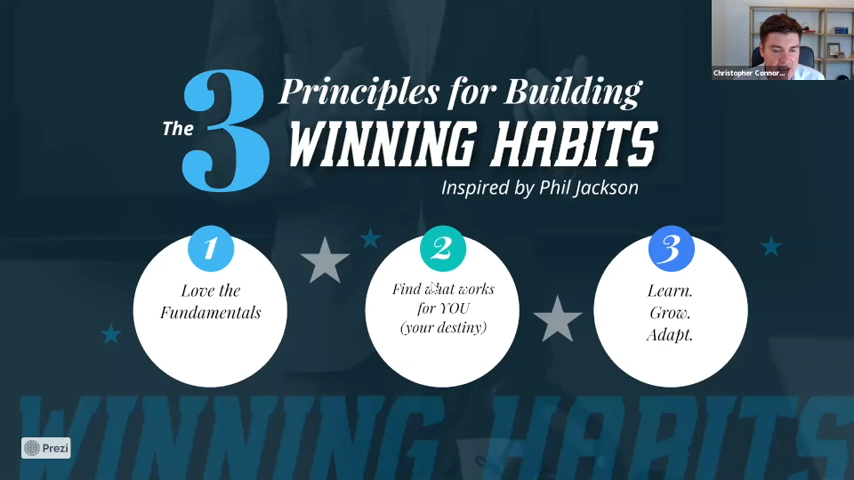 Christopher Connor...
The 3 Principles for Building
WINNING HABITS
Inspired by Phil Jackson
1
Love the
Fundamentals
2
Find what works
for YOU
(your destiny)
3
Learn.
Grow.
Adapt.
WINNING HABITS
Prezi